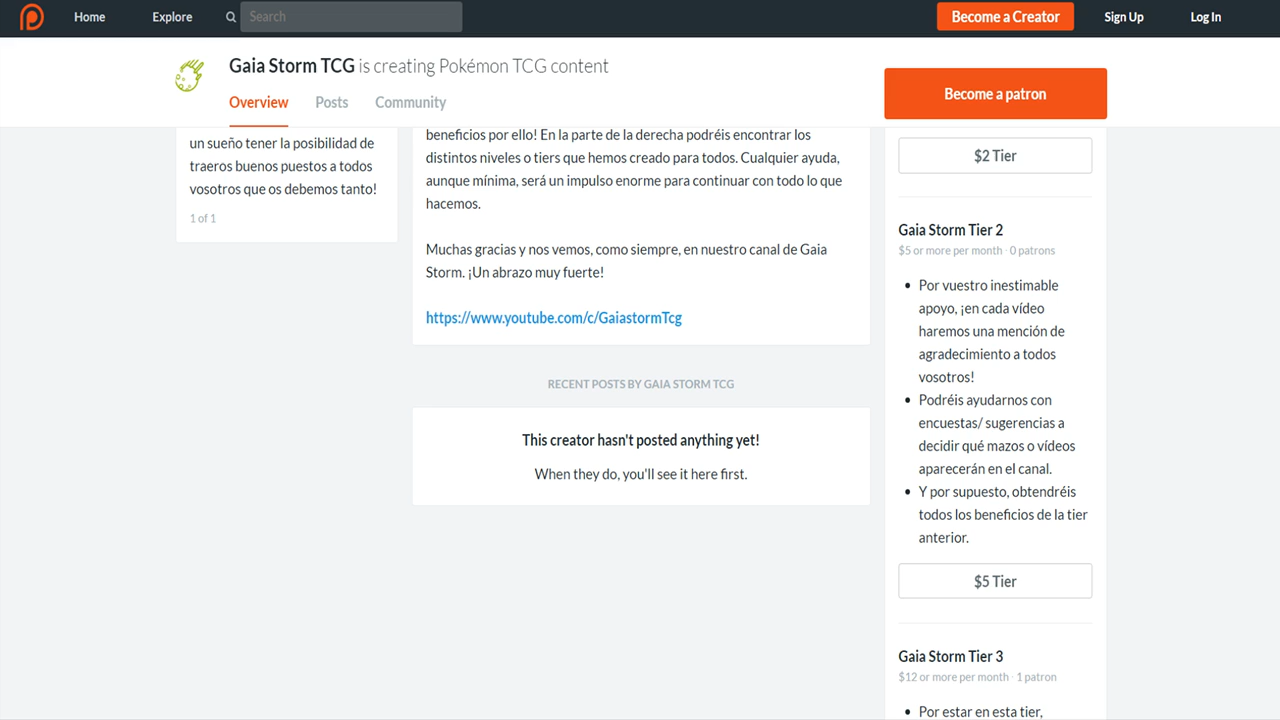 Home
Explore
Search
Become a Creator
Sign Up
Log In
Gaia Storm TCG is creating Pokémon TCG content
Overview
Posts
Community
Become a patron
un sueño tener la posibilidad de
traeros buenos puestos a todos
vosotros que os debemos tanto!
1 of 1
beneficios por ello! En la parte de la derecha podréis encontrar los
distintos niveles o tiers que hemos creado para todos. Cualquier ayuda,
aunque mínima, será un impulso enorme para continuar con todo lo que
hacemos.
Muchas gracias y nos vemos, como siempre, en nuestro canal de Gaia
Storm. ¡Un abrazo muy fuerte!
https://www.youtube.com/c/GaiastormTcg
RECENT POSTS BY GAIA STORM TCG
This creator hasn't posted anything yet!
When they do, you'll see it here first.
$2 Tier
Gaia Storm Tier 2
$5 or more per month · 0 patrons
• Por vuestro inestimable
apoyo, ¡en cada vídeo
haremos una mención de
agradecimiento a todos
vosotros!
• Podréis ayudarnos con
encuestas/ sugerencias a
decidir qué mazos o vídeos
aparecerán en el canal.
• Y por supuesto, obtendréis
todos los beneficios de la tier
anterior.
$5 Tier
Gaia Storm Tier 3
$12 or more per month · 1 patron
• Por estar en esta tier,